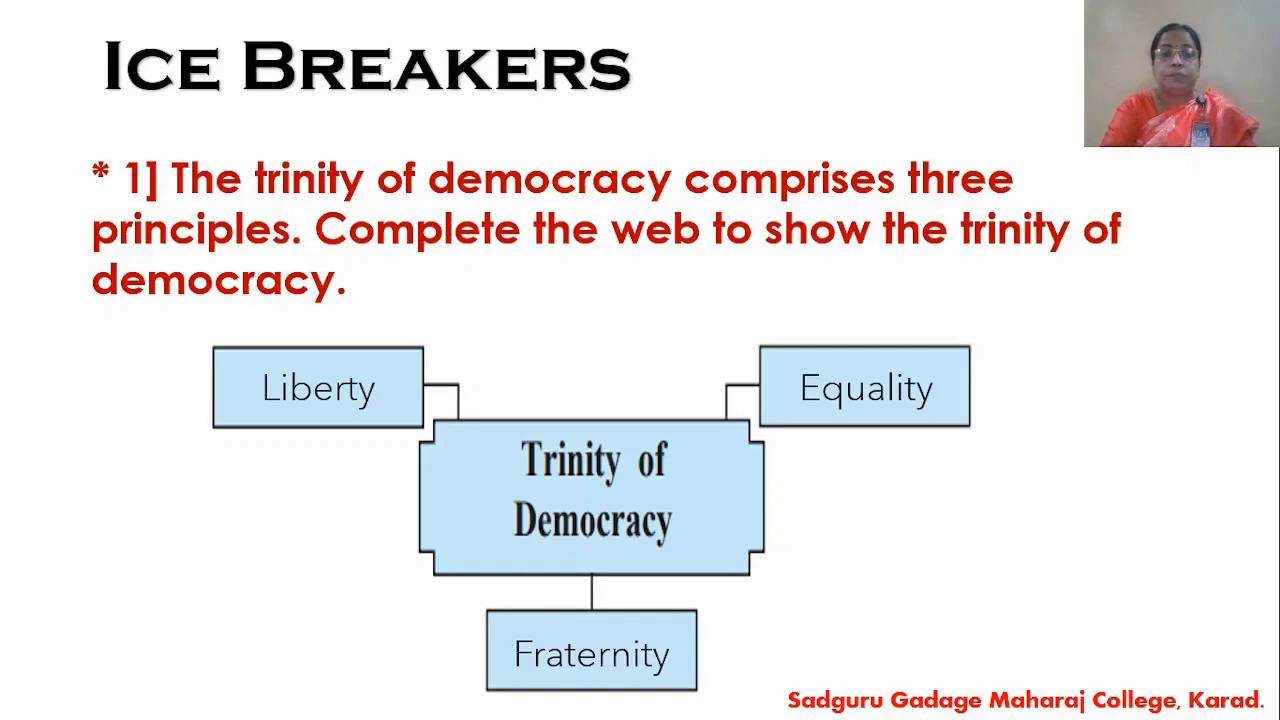 ICE BREAKERS
* 1] The trinity of democracy comprises three
principles. Complete the web to show the trinity of
democracy.
Liberty
Equality
Trinity of
Democracy
Fraternity
Sadguru Gadage Maharaj College, Karad.